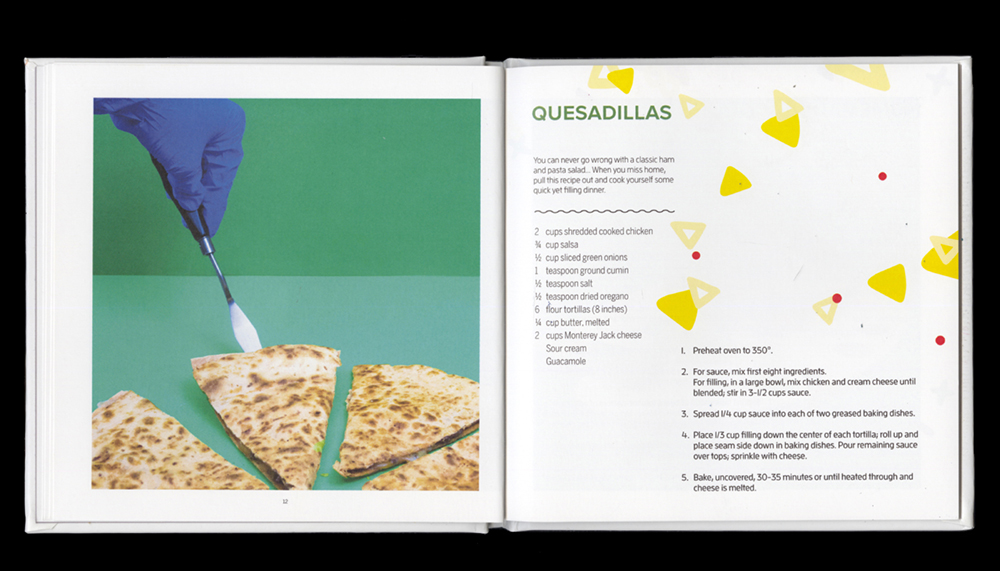 12
QUESADILLAS
You can never go wrong with a classic ham
and pasta salad... When you miss home,
pull this recipe out and cook yourself some
quick yet filling dinner.
2 cups shredded cooked chicken
¾ cup salsa
½ cup sliced green onions
1 teaspoon ground cumin
½ teaspoon salt
½ teaspoon dried oregano
6 flour tortillas (8 inches)
¼ cup butter, melted
2 cups Monterey Jack cheese
Sour cream
Guacamole
1. Preheat oven to 350°.
2. For sauce, mix first eight ingredients.
For filling, in a large bowl, mix chicken and cream cheese until
blended; stir in 3-1/2 cups sauce.
3. Spread 1/4 cup sauce into each of two greased baking dishes.
4. Place 1/3 cup filling down the center of each tortilla; roll up and
place seam side down in baking dishes. Pour remaining sauce
over tops; sprinkle with cheese.
5. Bake, uncovered, 30-35 minutes or until heated through and
cheese is melted.